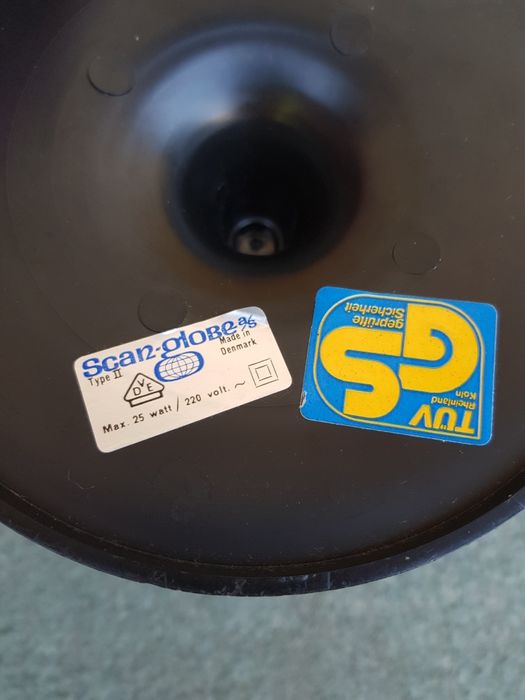 Scan-globe a/s
Type II
Made in
Denmark
DVE
Max. 25 watt / 220 volt. ~
geprüfte
Sicherheit
GS
TÜV
Rheinland
Köln